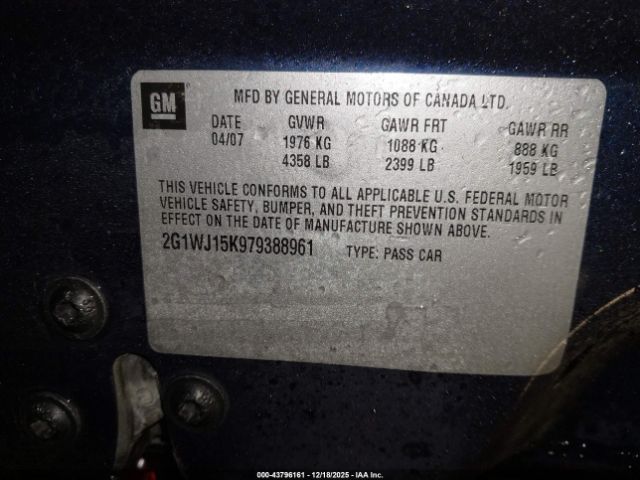 GM
MFD BY GENERAL MOTORS OF CANADA LTD.
DATE GVWR GAWR FRT GAWR RR
04/07 1976 KG 1088 KG 888 KG
4358 LB 2399 LB 1959 LB
THIS VEHICLE CONFORMS TO ALL APPLICABLE U.S. FEDERAL MOTOR
VEHICLE SAFETY, BUMPER, AND THEFT PREVENTION STANDARDS IN
EFFECT ON THE DATE OF MANUFACTURE SHOWN ABOVE.
2G1WJ15K979388961 TYPE: PASS CAR
000-43796161 - 12/18/2025 - IAA Inc.